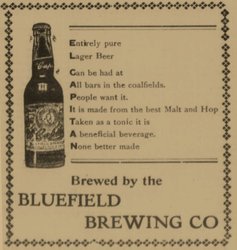 Entirely pure
Lager Beer
Can be had at
All bars in the coalfields.
People want it.
It is made from the best Malt and Hop
Taken as a tonic it is
A beneficial beverage.
None better made
Brewed by the
BLUEFIELD
BREWING CO